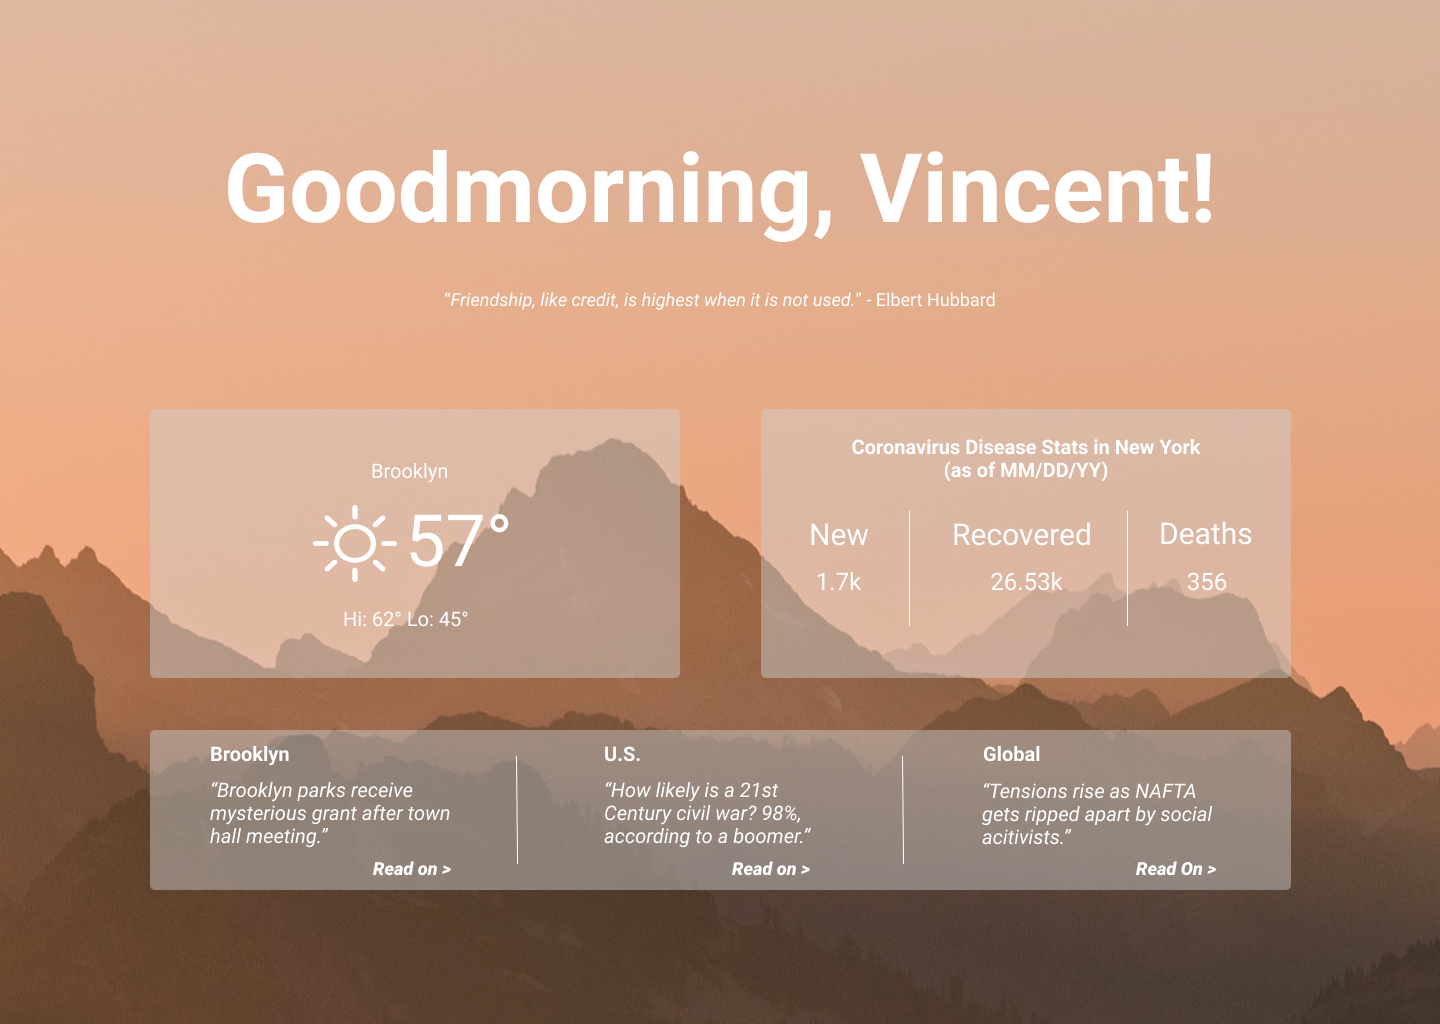 Goodmorning, Vincent!
“Friendship, like credit, is highest when it is not used.” - Elbert Hubbard
Brooklyn
57°
Hi: 62° Lo: 45°
Coronavirus Disease Stats in New York
(as of MM/DD/YY)
New
1.7k
Recovered
26.53k
Deaths
356
Brooklyn
“Brooklyn parks receive
mysterious grant after town
hall meeting.”
Read on >
U.S.
“How likely is a 21st
Century civil war? 98%,
according to a boomer.”
Read on >
Global
“Tensions rise as NAFTA
gets ripped apart by social
acitivists.”
Read On >